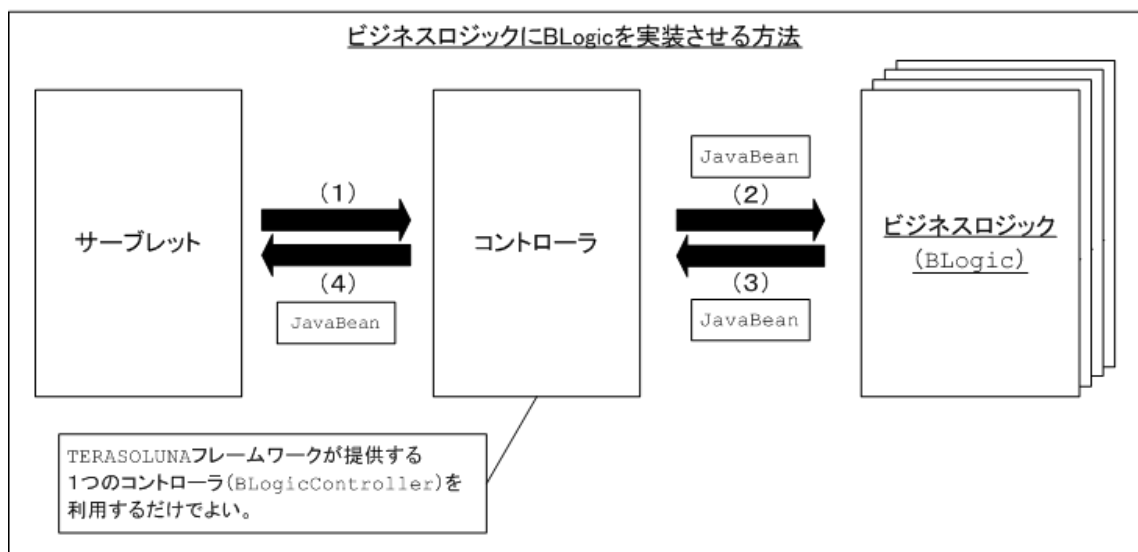 ビジネスロジックにBLogicを実装させる方法
サーブレット
(1)
(4)
JavaBean
コントローラ
JavaBean
(2)
(3)
JavaBean
ビジネスロジック
(BLogic)
TERASOLUNAフレームワークが提供する
1つのコントローラ(BLogicController)を
利用するだけでよい。